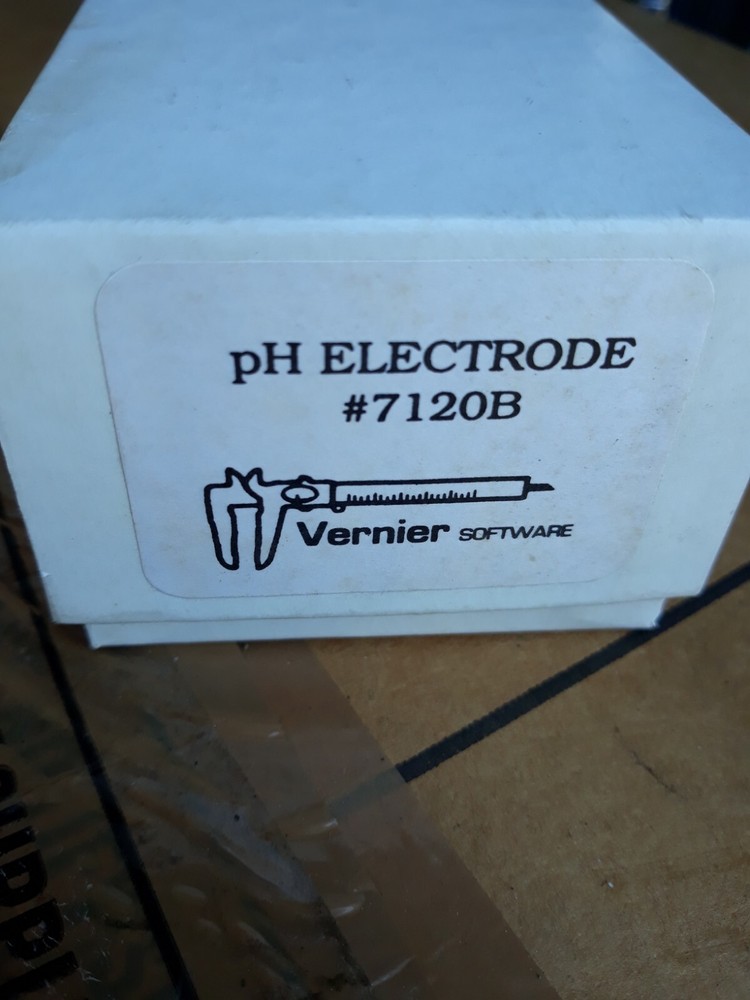 pH ELECTRODE
#7120B
Vernier SOFTWARE